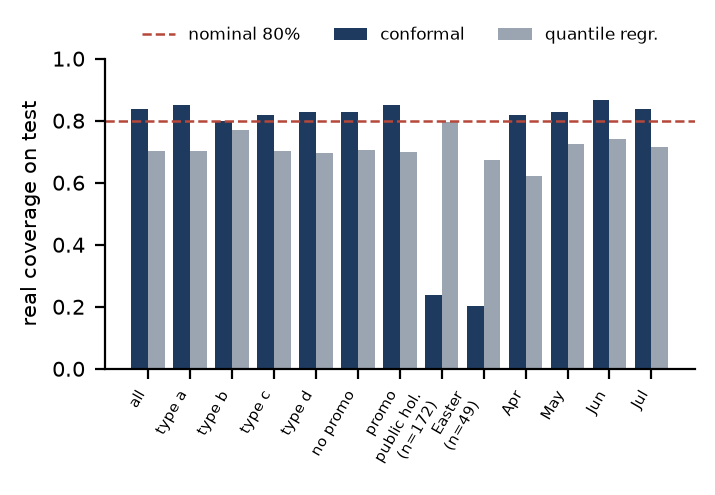 nominal 80%
conformal
quantile regr.
real coverage on test
1.0
0.8
0.6
0.4
0.2
0.0
all
type a
type b
type c
type d
no promo
promo
public hol.
(n=172)
Easter
(n=49)
Apr
May
Jun
Jul